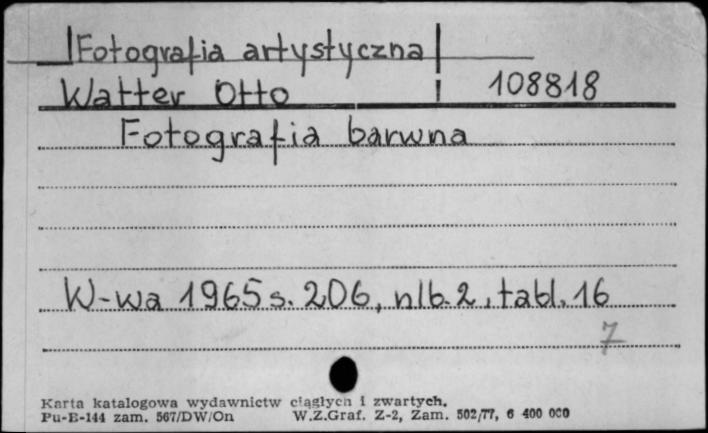 Fotografia artystyczna
Watter Otto 108818
Fotografia barwna
W-wa 1965 s. 206, nlb. 2, tabl. 16
7
Karta katalogowa wydawnictw ciągłych i zwartych.
Pu-E-144 zam. 567/DW/On W.Z.Graf. Z-2, Zam. 502/77, 6 400 000